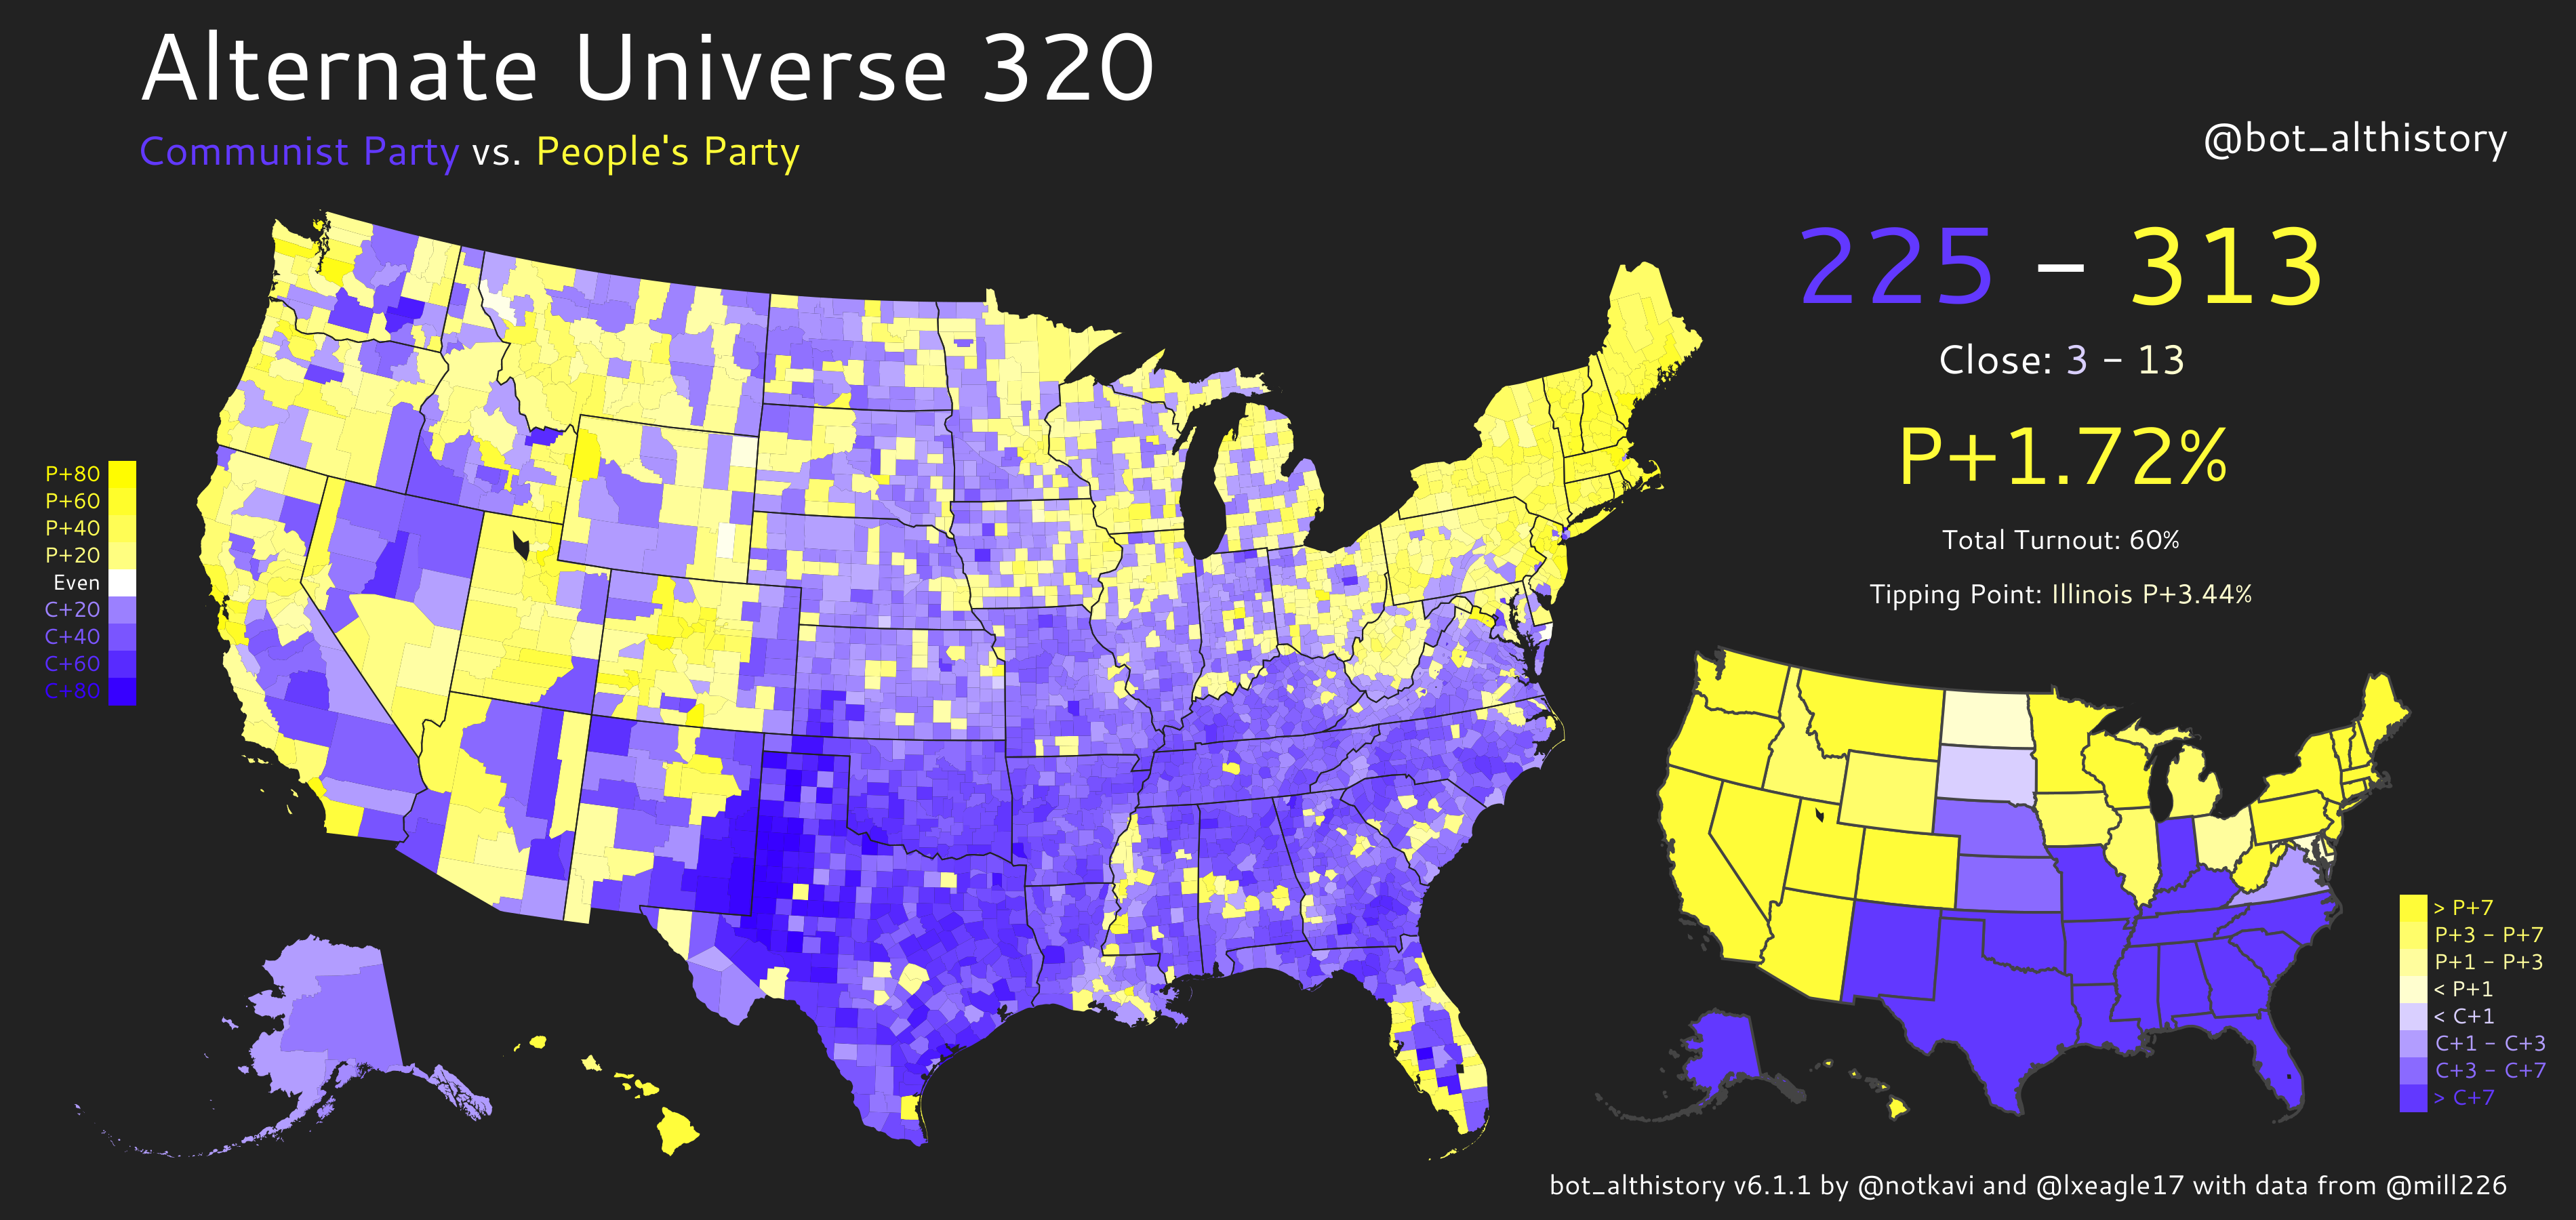 Alternate Universe 320
Communist Party vs. People's Party
@bot_althistory
225 – 313
Close: 3 – 13
P+1.72%
Total Turnout: 60%
Tipping Point: Illinois P+3.44%
P+80
P+60
P+40
P+20
Even
C+20
C+40
C+60
C+80
> P+7
P+3 – P+7
P+1 – P+3
< P+1
< C+1
C+1 – C+3
C+3 – C+7
> C+7
bot_althistory v6.1.1 by @notkavi and @lxeagle17 with data from @mill226